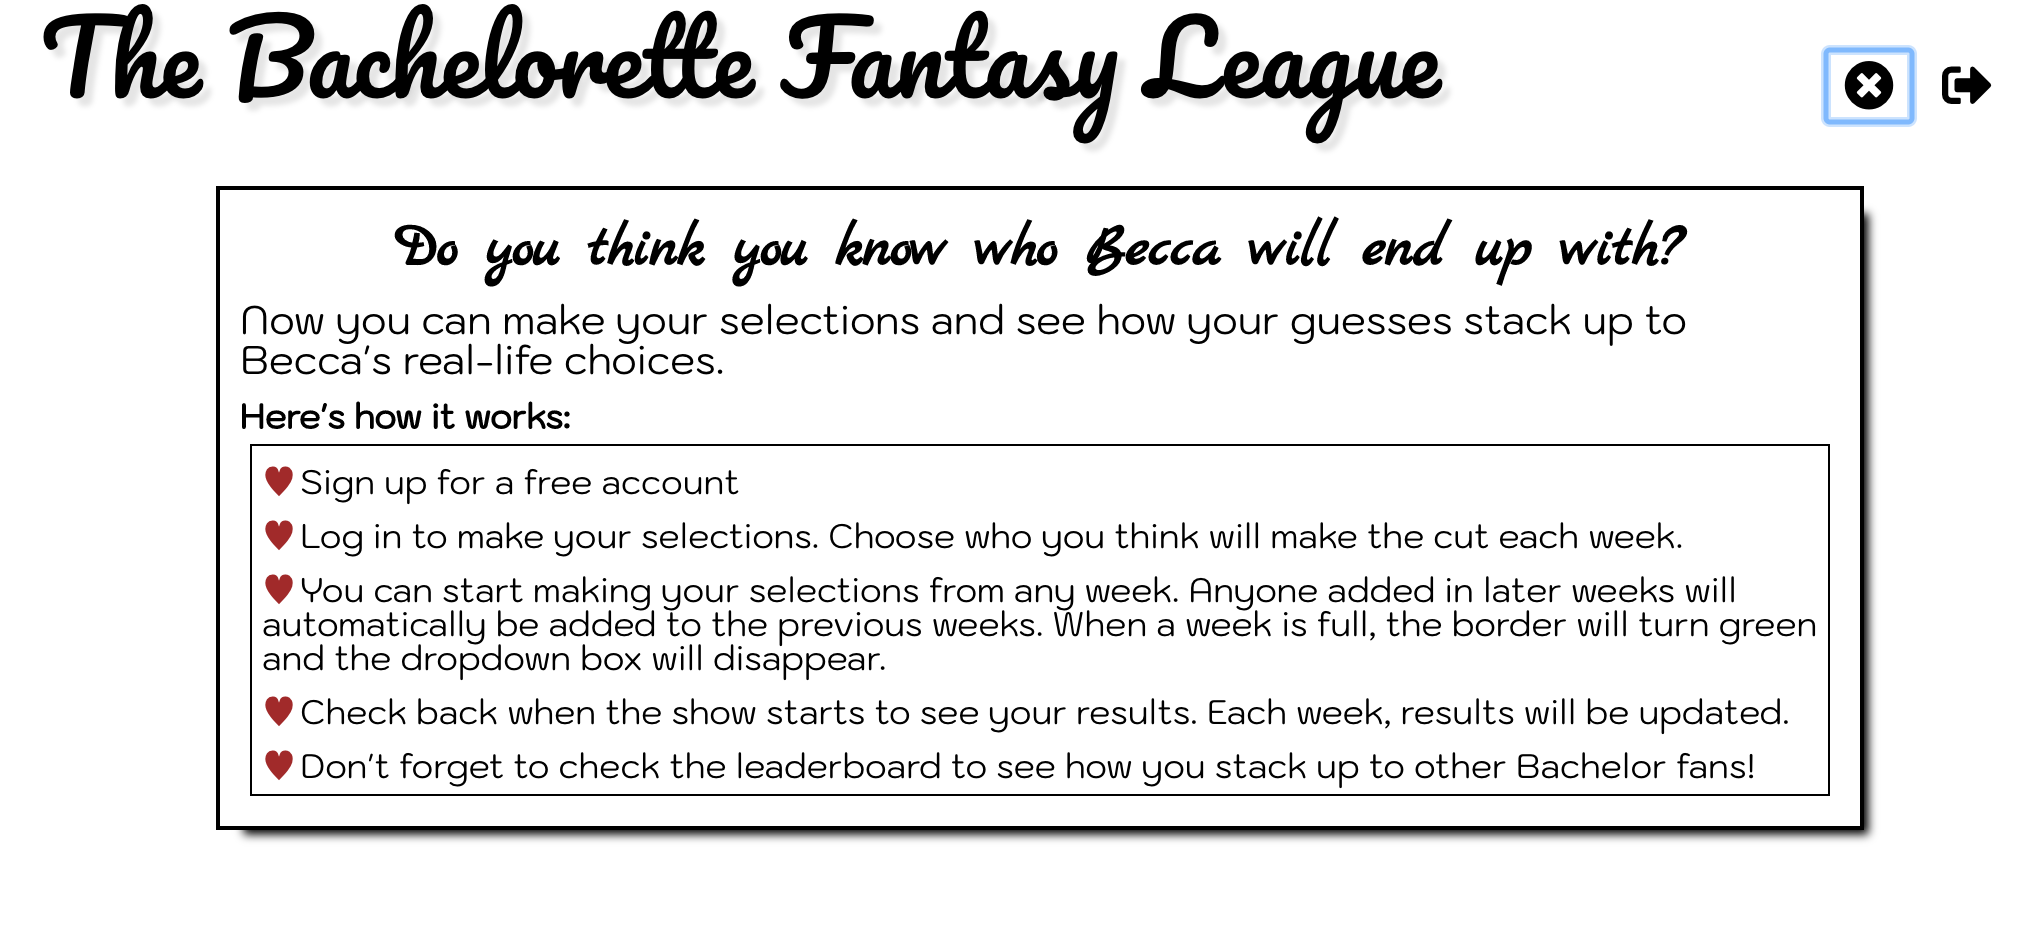 The Bachelorette Fantasy League
Do you think you know who Becca will end up with?
Now you can make your selections and see how your guesses stack up to
Becca's real-life choices.
Here's how it works:
Sign up for a free account
Log in to make your selections. Choose who you think will make the cut each week.
You can start making your selections from any week. Anyone added in later weeks will
automatically be added to the previous weeks. When a week is full, the border will turn green
and the dropdown box will disappear.
Check back when the show starts to see your results. Each week, results will be updated.
Don't forget to check the leaderboard to see how you stack up to other Bachelor fans!